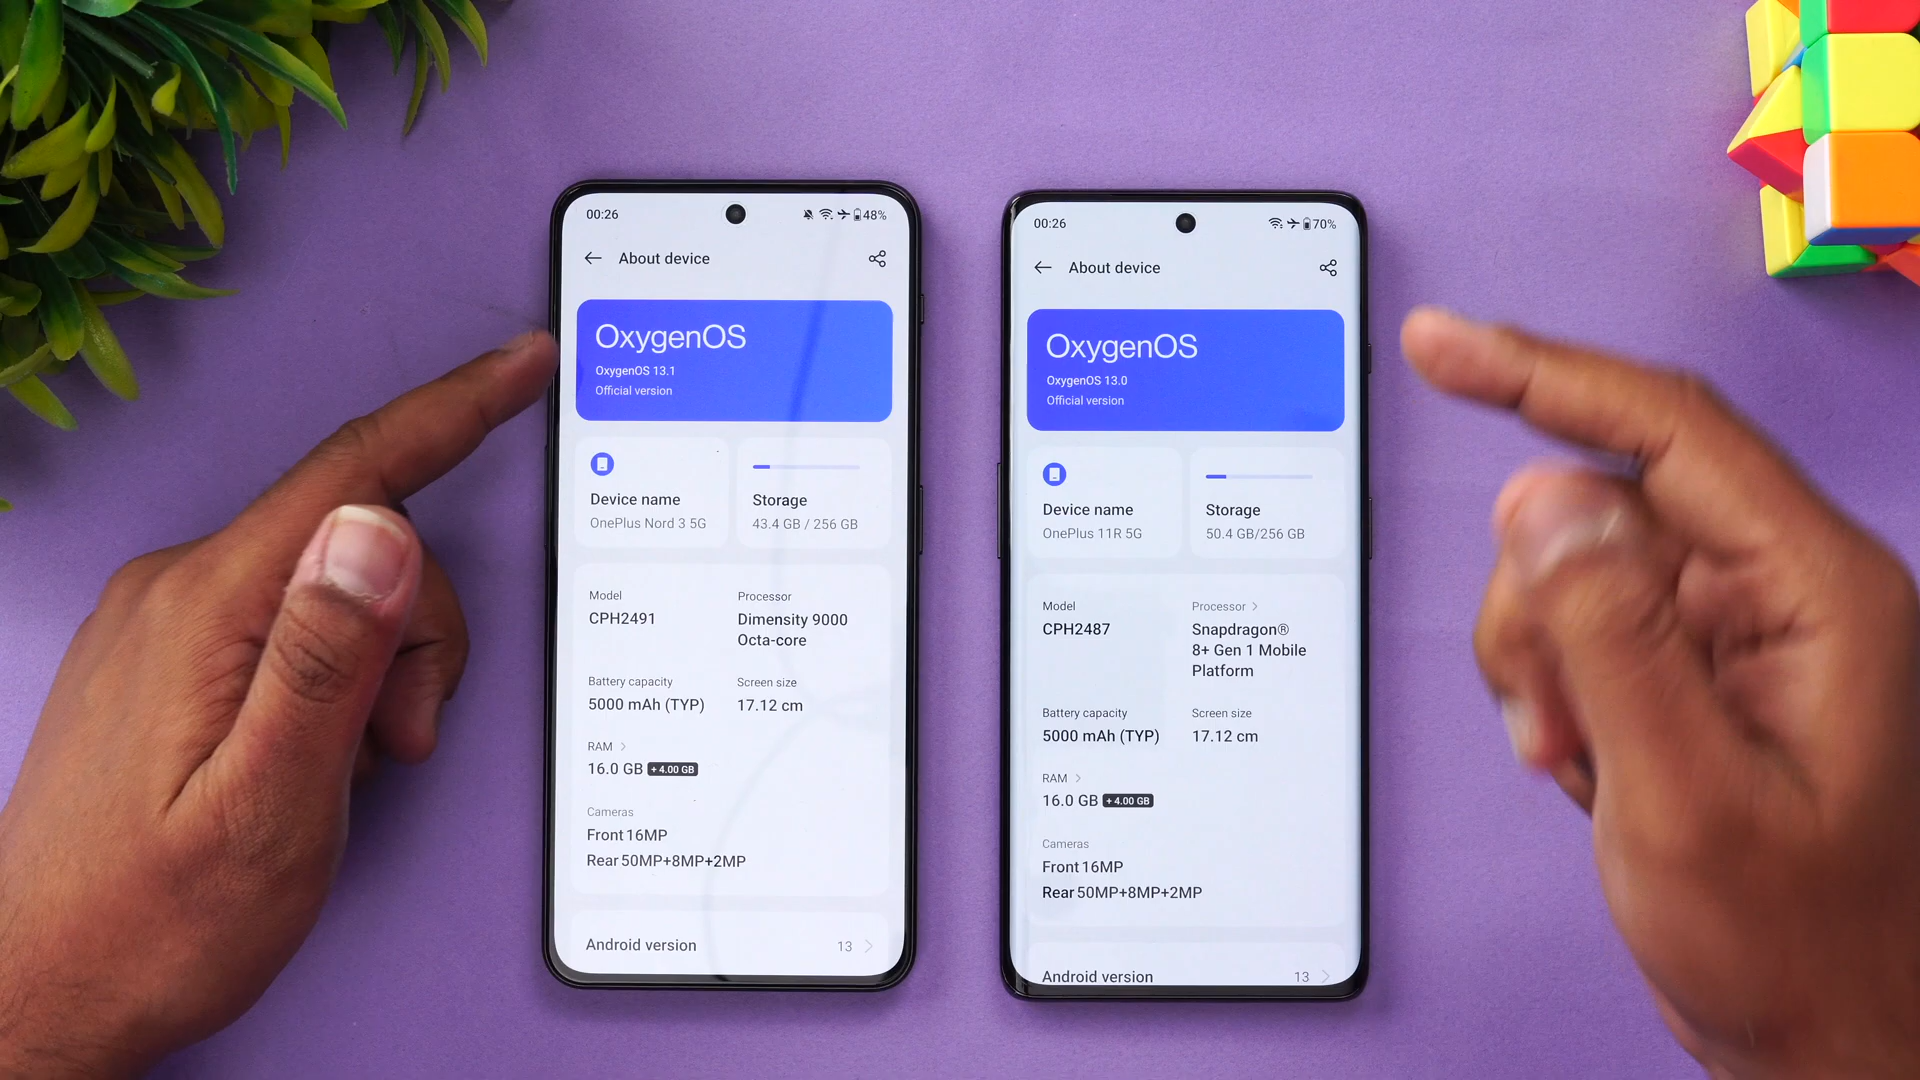 00:26
48%
About device
OxygenOS
OxygenOS 13.1
Official version
Device name
OnePlus Nord 3 5G
Storage
43.4 GB / 256 GB
Model
CPH2491
Processor
Dimensity 9000
Octa-core
Battery capacity
5000 mAh (TYP)
Screen size
17.12 cm
RAM
16.0 GB + 4.00 GB
Cameras
Front 16MP
Rear 50MP+8MP+2MP
Android version 13
00:26
70%
About device
OxygenOS
OxygenOS 13.0
Official version
Device name
OnePlus 11R 5G
Storage
50.4 GB/256 GB
Model
CPH2487
Processor
Snapdragon®
8+ Gen 1 Mobile
Platform
Battery capacity
5000 mAh (TYP)
Screen size
17.12 cm
RAM
16.0 GB + 4.00 GB
Cameras
Front 16MP
Rear 50MP+8MP+2MP
Android version 13